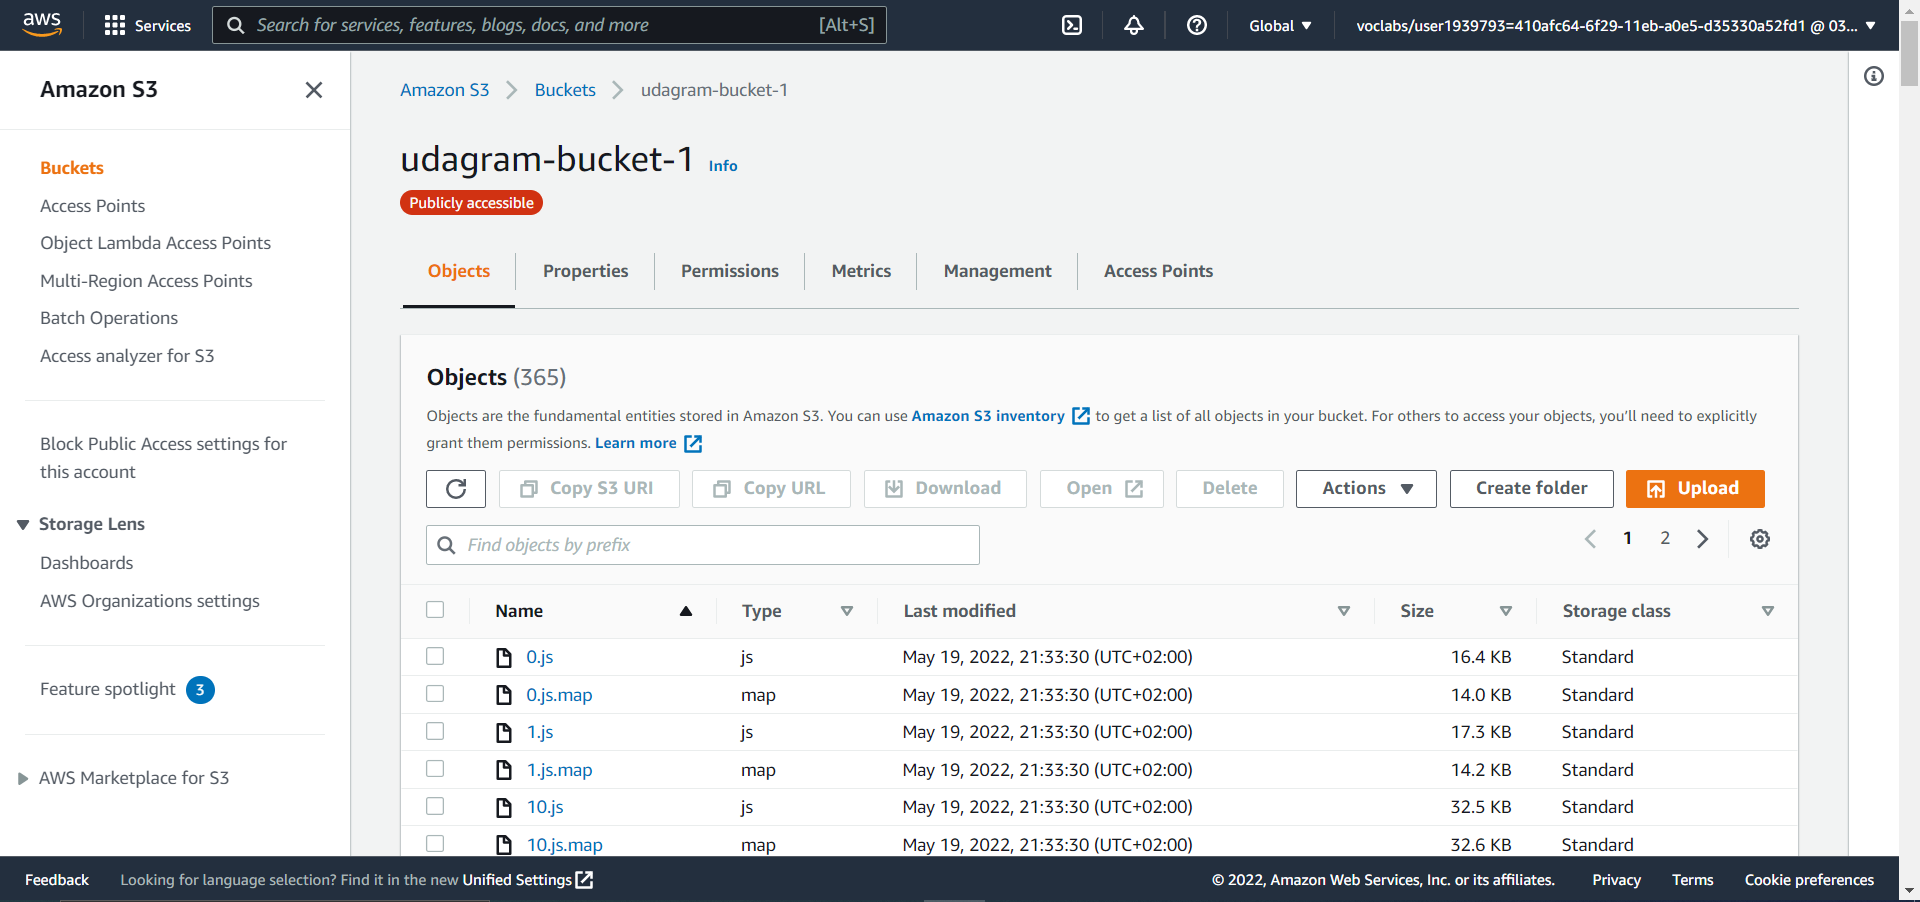 aws
Services
Search for services, features, blogs, docs, and more
[Alt+S]
Global
voclabs/user1939793=410afc64-6f29-11eb-a0e5-d35330a52fd1 @ 03...
Amazon S3
Buckets
Access Points
Object Lambda Access Points
Multi-Region Access Points
Batch Operations
Access analyzer for S3
Block Public Access settings for
this account
Storage Lens
Dashboards
AWS Organizations settings
Feature spotlight 3
AWS Marketplace for S3
Amazon S3 Buckets udagram-bucket-1
udagram-bucket-1 Info
Publicly accessible
Objects Properties Permissions Metrics Management Access Points
Objects (365)
Objects are the fundamental entities stored in Amazon S3. You can use Amazon S3 inventory to get a list of all objects in your bucket. For others to access your objects, you'll need to explicitly
grant them permissions. Learn more
Copy S3 URI Copy URL Download Open Delete Actions Create folder Upload
Find objects by prefix
1 2
Name Type Last modified Size Storage class
0.js js May 19, 2022, 21:33:30 (UTC+02:00) 16.4 KB Standard
0.js.map map May 19, 2022, 21:33:30 (UTC+02:00) 14.0 KB Standard
1.js js May 19, 2022, 21:33:30 (UTC+02:00) 17.3 KB Standard
1.js.map map May 19, 2022, 21:33:30 (UTC+02:00) 14.2 KB Standard
10.js js May 19, 2022, 21:33:30 (UTC+02:00) 32.5 KB Standard
10.js.map map May 19, 2022, 21:33:30 (UTC+02:00) 32.6 KB Standard
Feedback Looking for language selection? Find it in the new Unified Settings © 2022, Amazon Web Services, Inc. or its affiliates. Privacy Terms Cookie preferences